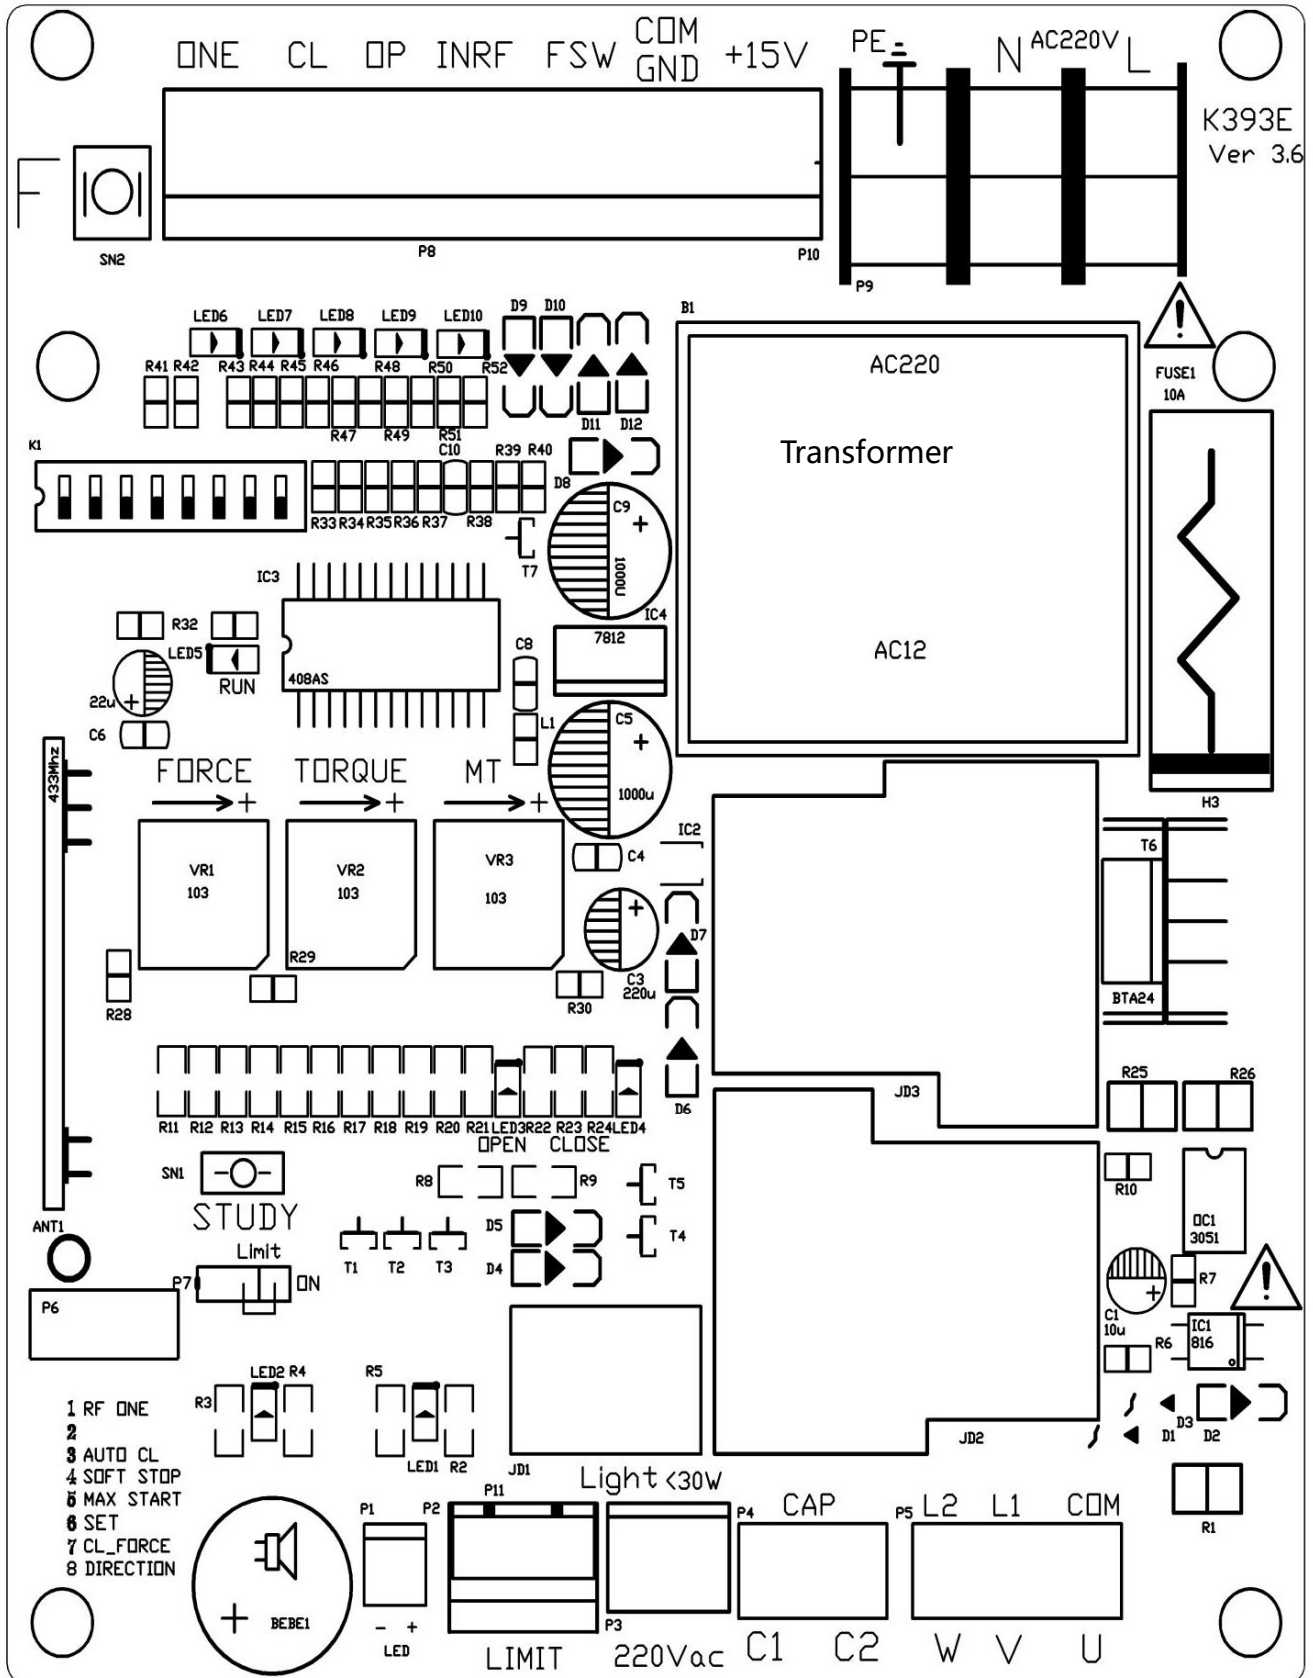 ONE CL OP INRF FSW COM GND +15V PE N AC220V L
K393E
Ver 3.6
F
SN2 P8 P10 P9
LED6 LED7 LED8 LED9 LED10 D9 D10 B1
R41 R42 R43 R44 R45 R46 R48 R50 R52
AC220
FUSE1
10A
R47 R49 R51 D11 D12
K1 C10 R39 R40
Transformer
D8
R33 R34 R35 R36 R37 R38
C9
1000U
T7
IC3
IC4
7812
R32
LED5
RUN
408AS
C8
AC12
22u
C6
L1
C5
1000u
433Mhz
FORCE TORQUE MT
+ + +
H3
IC2
C4
T6
VR1
103
VR2
103
VR3
103
D7
R29
C3
220u
R28
R30
BTA24
R25 R26
JD3
D6
R11 R12 R13 R14 R15 R16 R17 R18 R19 R20 R21 LED3 R22 R23 R24 LED4
OPEN CLOSE
SN1
R8 R9
T5
R10
STUDY
ANT1
D5
T4
OC1
3051
Limit
T1 T2 T3
D4
P7 ON
R7
P6
C1
10u
IC1
816
R6
LED2 R4 R5
R3
D3
D1 D2
LED1 R2
JD1
JD2
1 RF ONE
2
3 AUTO CL
4 SOFT STOP
5 MAX START
6 SET
7 CL_FORCE
8 DIRECTION
Light <30W
P11
P1 P2 P4 CAP P5 L2 L1 COM
R1
BEBE1
+
- +
LED
P3
LIMIT 220Vac C1 C2 W V U